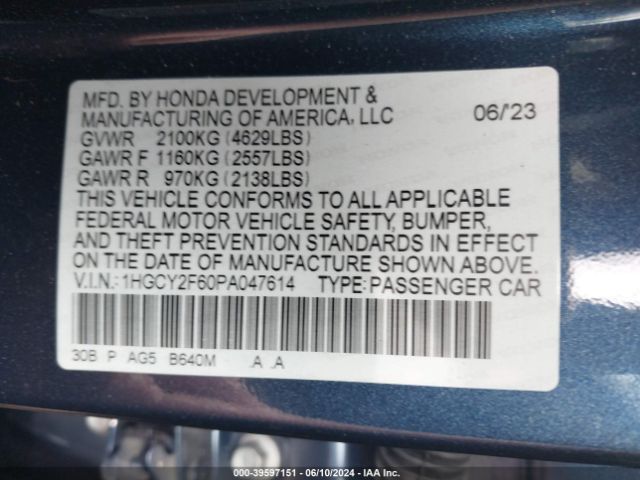 MFD. BY HONDA DEVELOPMENT &
MANUFACTURING OF AMERICA, LLC 06/'23
GVWR 2100KG (4629LBS)
GAWR F 1160KG (2557LBS)
GAWR R 970KG (2138LBS)
THIS VEHICLE CONFORMS TO ALL APPLICABLE
FEDERAL MOTOR VEHICLE SAFETY, BUMPER,
AND THEFT PREVENTION STANDARDS IN EFFECT
ON THE DATE OF MANUFACTURE SHOWN ABOVE.
V.I.N.: 1HGCY2F60PA047614 TYPE: PASSENGER CAR
30B P AG5 B640M .A .A
000-39597151 — 06/10/2024 — IAA Inc.